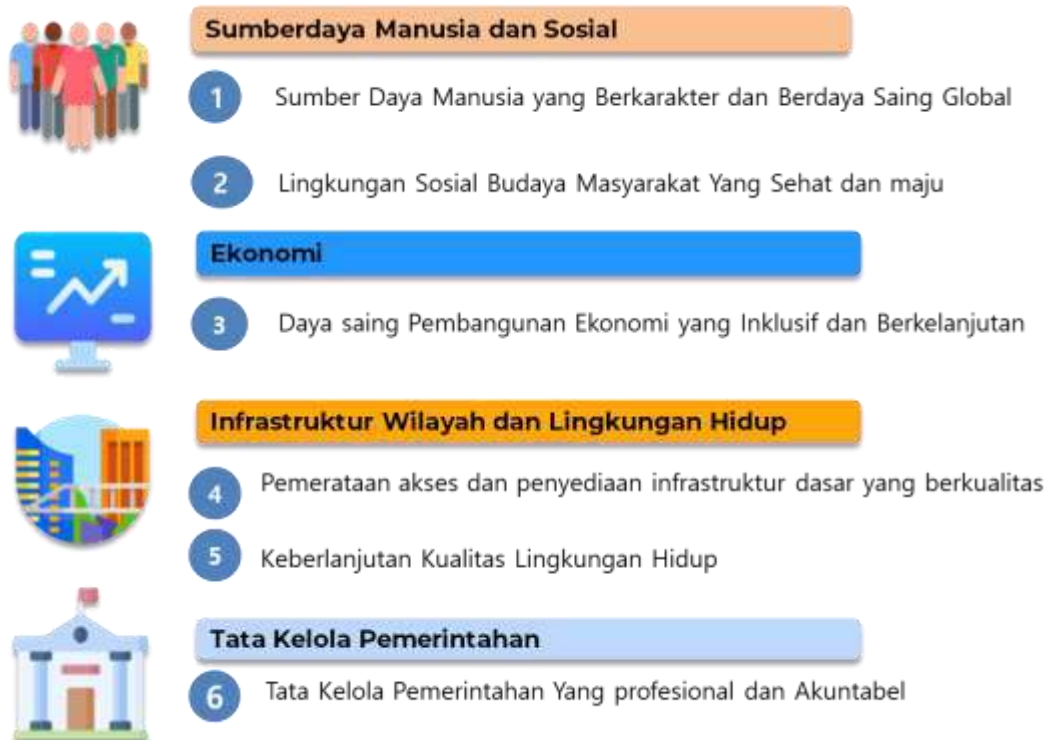 Sumberdaya Manusia dan Sosial
1 Sumber Daya Manusia yang Berkarakter dan Berdaya Saing Global
2 Lingkungan Sosial Budaya Masyarakat Yang Sehat dan maju
Ekonomi
3 Daya saing Pembangunan Ekonomi yang Inklusif dan Berkelanjutan
Infrastruktur Wilayah dan Lingkungan Hidup
4 Pemerataan akses dan penyediaan infrastruktur dasar yang berkualitas
5 Keberlanjutan Kualitas Lingkungan Hidup
Tata Kelola Pemerintahan
6 Tata Kelola Pemerintahan Yang profesional dan Akuntabel